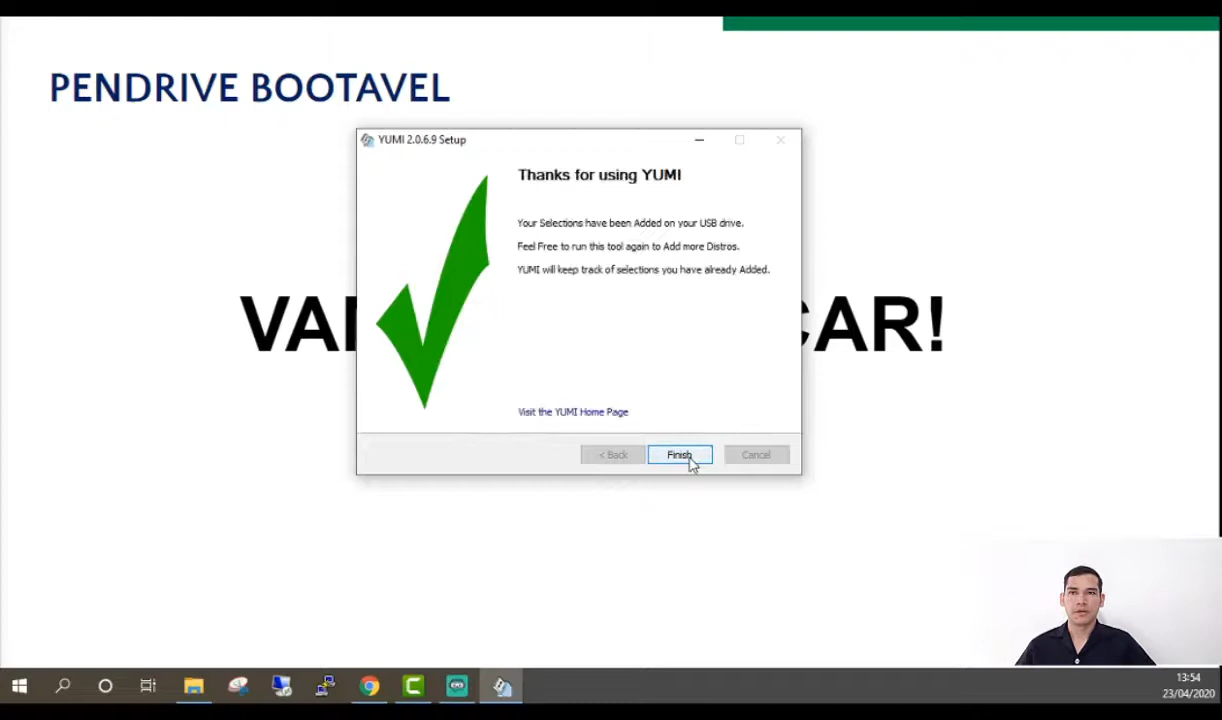 PENDRIVE BOOTAVEL
YUMI 2.0.6.9 Setup
Thanks for using YUMI
Your Selections have been Added on your USB drive.
Feel Free to run this tool again to Add more Distros.
YUMI will keep track of selections you have already Added.
CAR!
Visit the YUMI Home Page
< Back
Finish
Cancel
13:54
23/04/2020